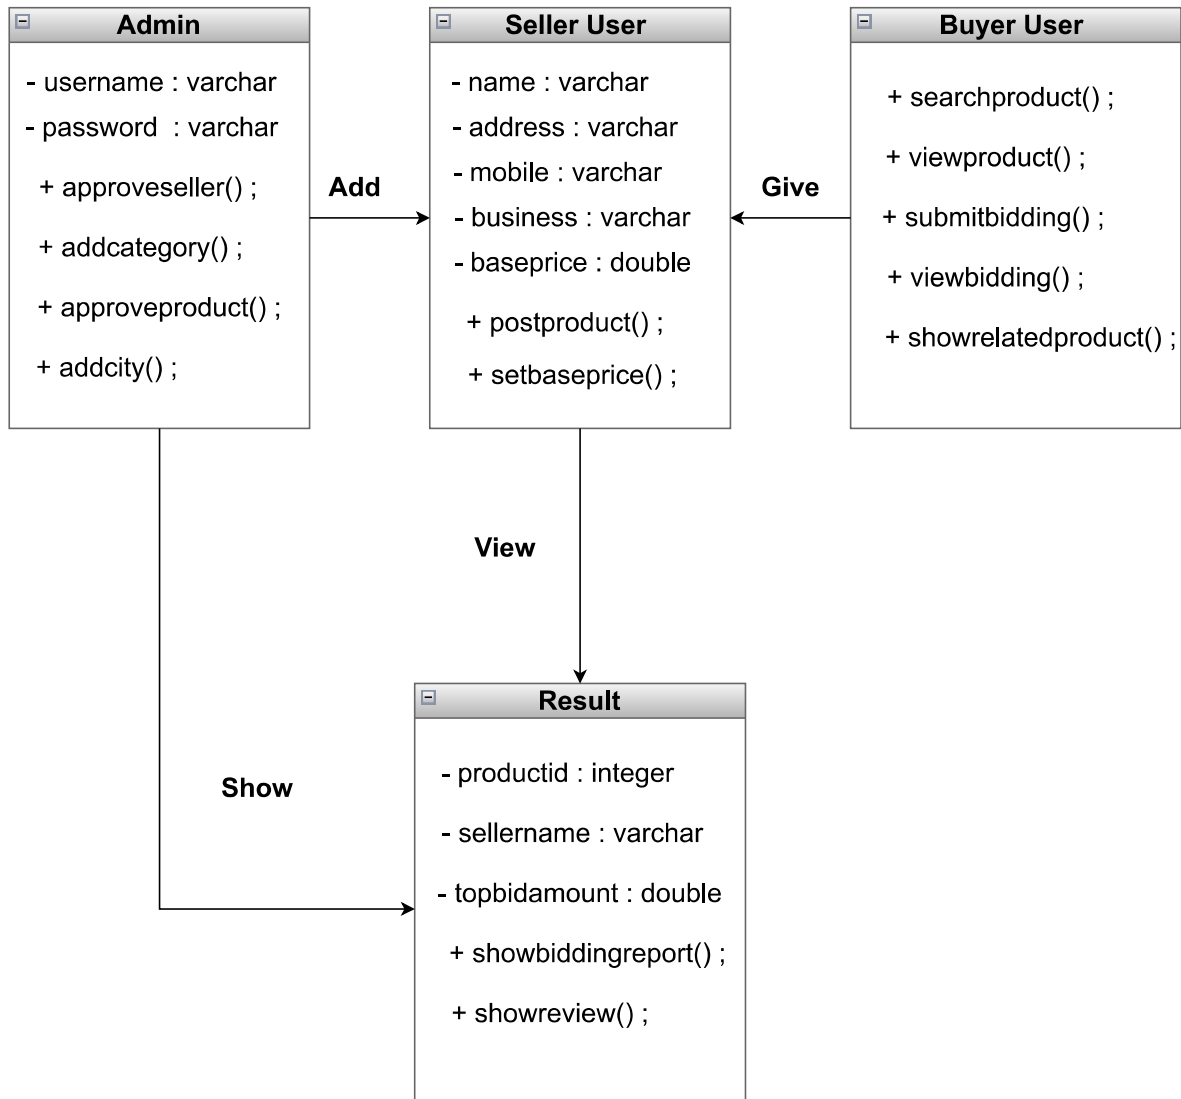 Admin
- username : varchar
- password  : varchar
+ approveseller() ;
+ addcategory() ;
+ approveproduct() ;
+ addcity() ;
Add
Seller User
- name : varchar
- address : varchar
- mobile : varchar
- business : varchar
- baseprice : double
+ postproduct() ;
+ setbaseprice() ;
Give
Buyer User
+ searchproduct() ;
+ viewproduct() ;
+ submitbidding() ;
+ viewbidding() ;
+ showrelatedproduct() ;
View
Show
Result
- productid : integer
- sellername : varchar
- topbidamount : double
+ showbiddingreport() ;
+ showreview() ;